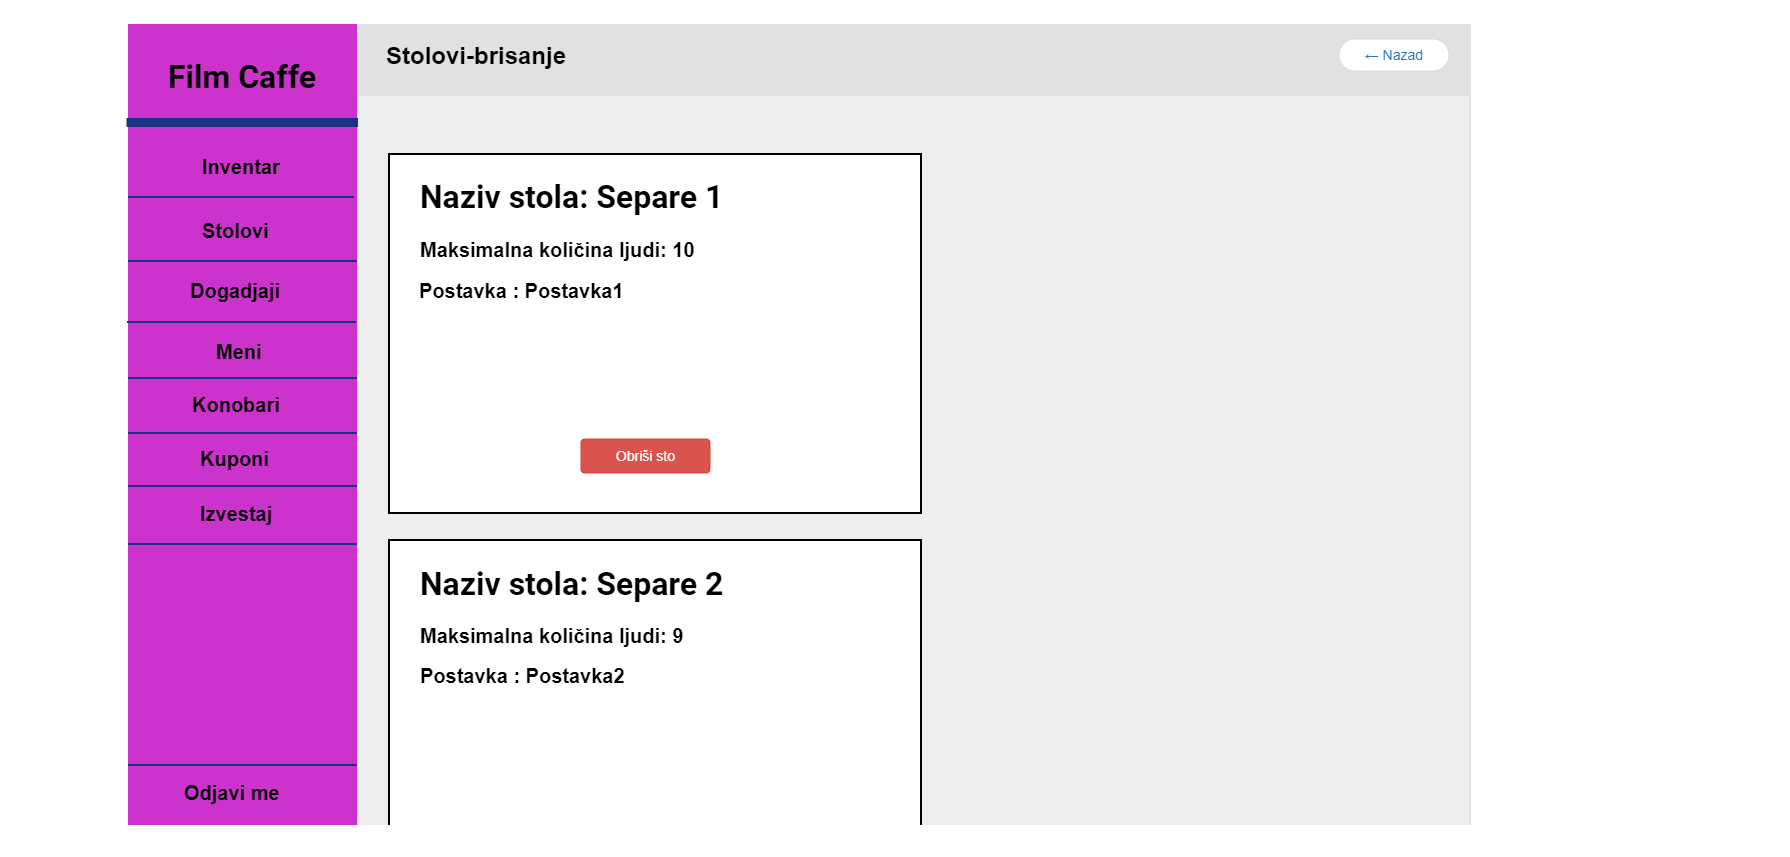 Film Caffe
Inventar
Stolovi
Dogadjaji
Meni
Konobari
Kuponi
Izvestaj
Odjavi me
Stolovi-brisanje
← Nazad
Naziv stola: Separe 1
Maksimalna količina ljudi: 10
Postavka : Postavka1
Obriši sto
Naziv stola: Separe 2
Maksimalna količina ljudi: 9
Postavka : Postavka2